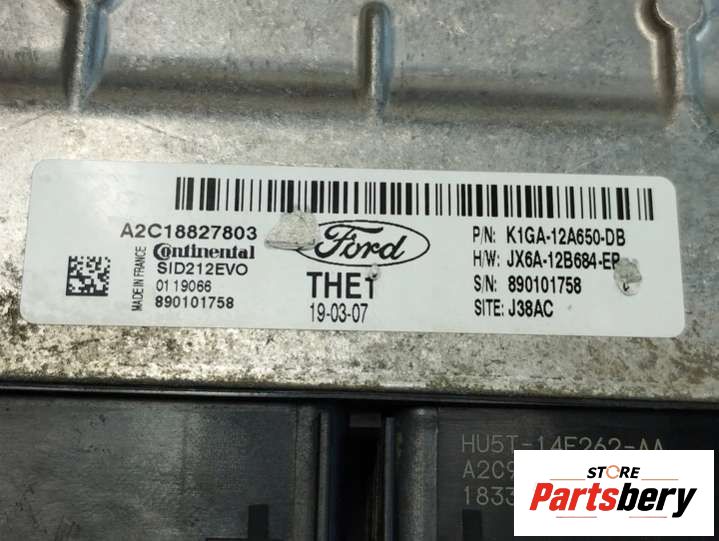 A2C18827803
Continental
SID212EVO
01 19066
890101758
MADE IN FRANCE
Ford
THE1
19-03-07
P/N: K1GA-12A650-DB
H/W: JX6A-12B684-
S/N: 890101758
SITE: J38AC
HU5T-14F262-AA
STORE
Partsbery